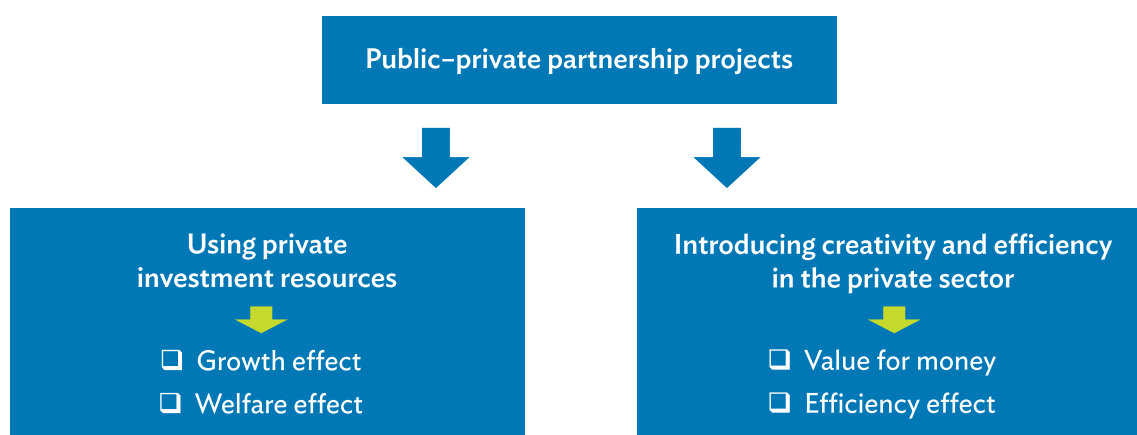 Public–private partnership projects
Using private
investment resources
Growth effect
Welfare effect
Introducing creativity and efficiency
in the private sector
Value for money
Efficiency effect